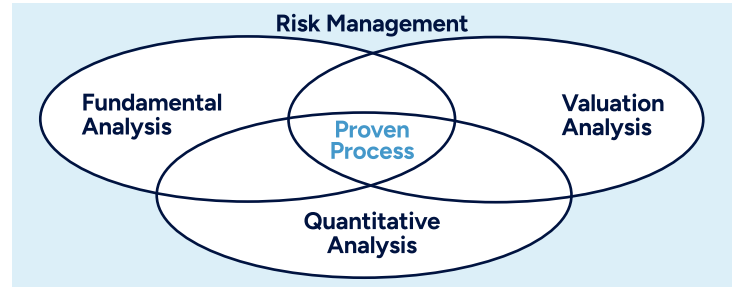 Risk Management
Fundamental
Analysis
Valuation
Analysis
Proven
Process
Quantitative
Analysis